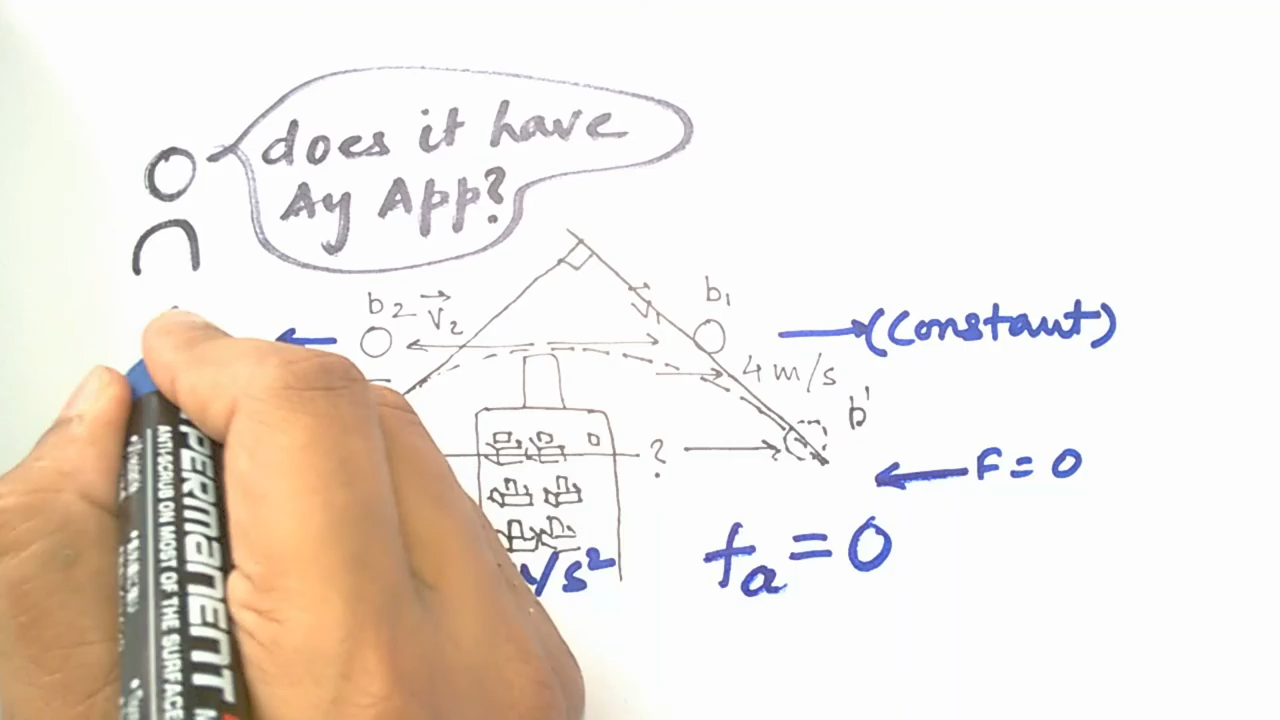 does it have
Ay App?
b₂ v₂
b₁
v₁
(Constant)
4 m/s
b'
?
F = 0
/s²
fa = 0
PERMANENT M
ANTI-SCRUB ON MOST OF THE SURFACE